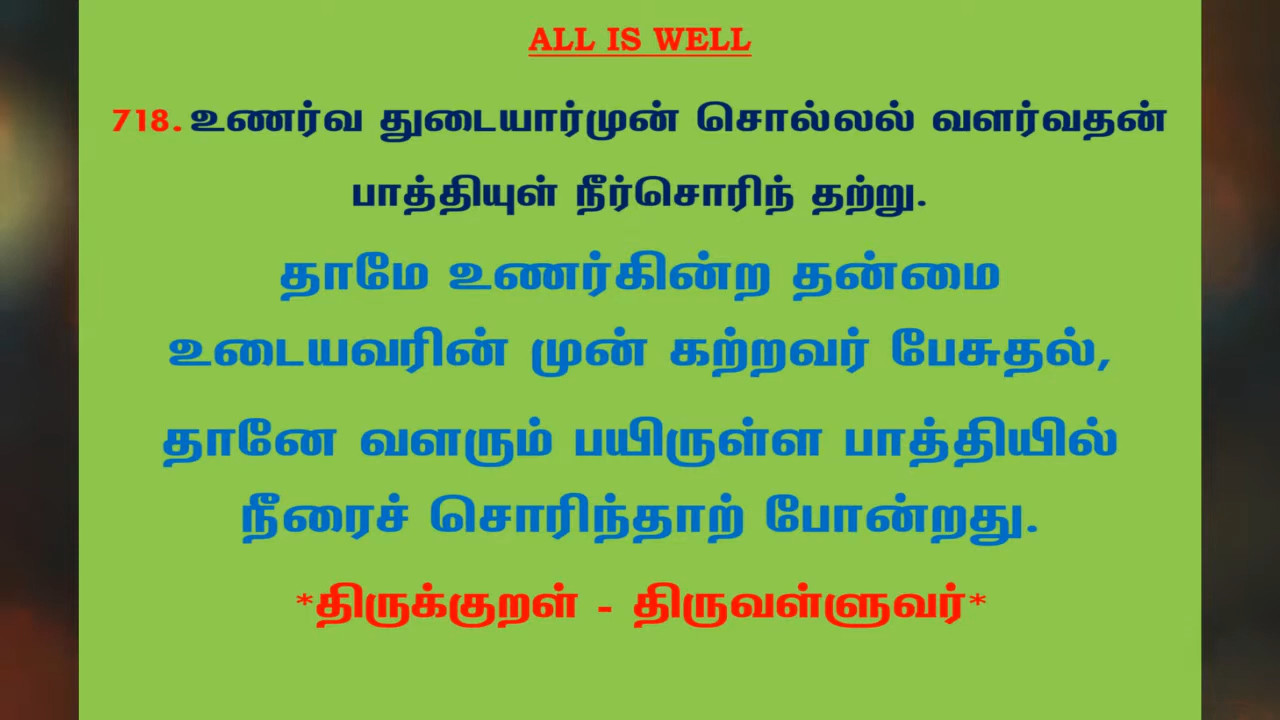 ALL IS WELL
718. உணர்வ துடையார்முன் சொல்லல் வளர்வதன்
பாத்தியுள் நீர்சொரிந் தற்று.
தாமே உணர்கின்ற தன்மை
உடையவரின் முன் கற்றவர் பேசுதல்,
தானே வளரும் பயிருள்ள பாத்தியில்
நீரைச் சொரிந்தாற் போன்றது.
*திருக்குறள் - திருவள்ளுவர்*